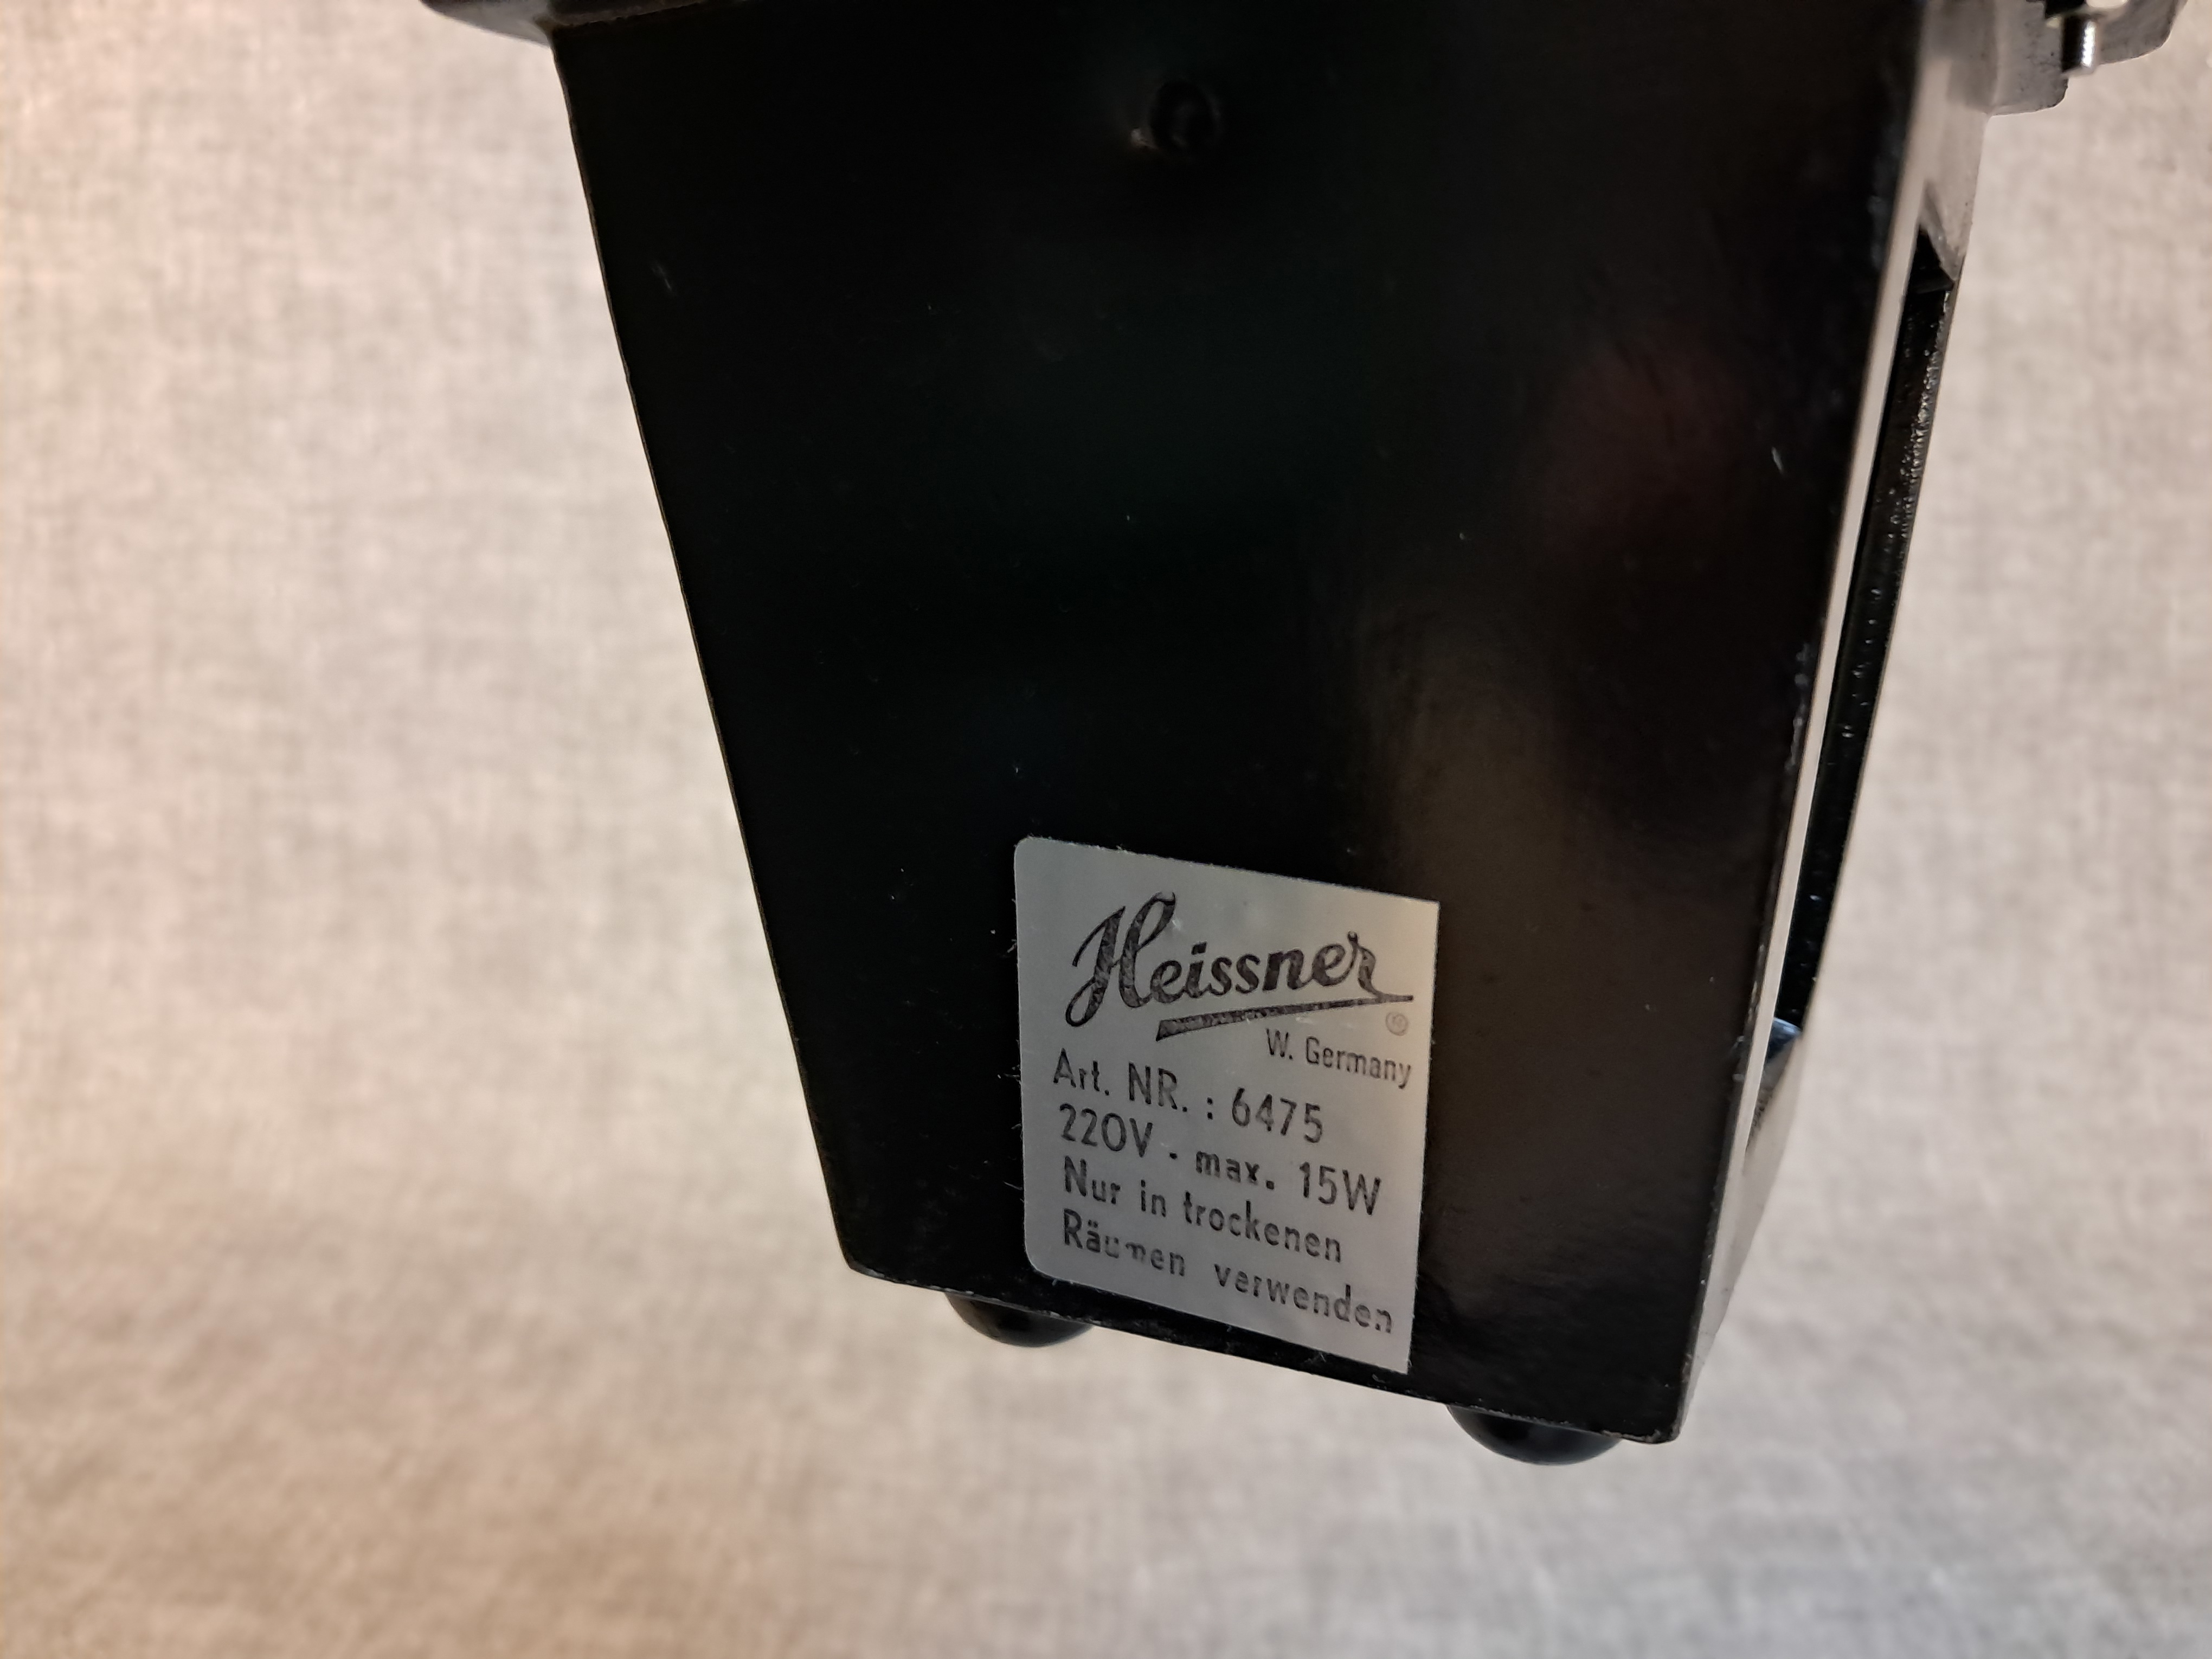 Heissner
®
W. Germany
Art. NR. : 6475
220V . max. 15W
Nur in trockenen
Räumen verwenden